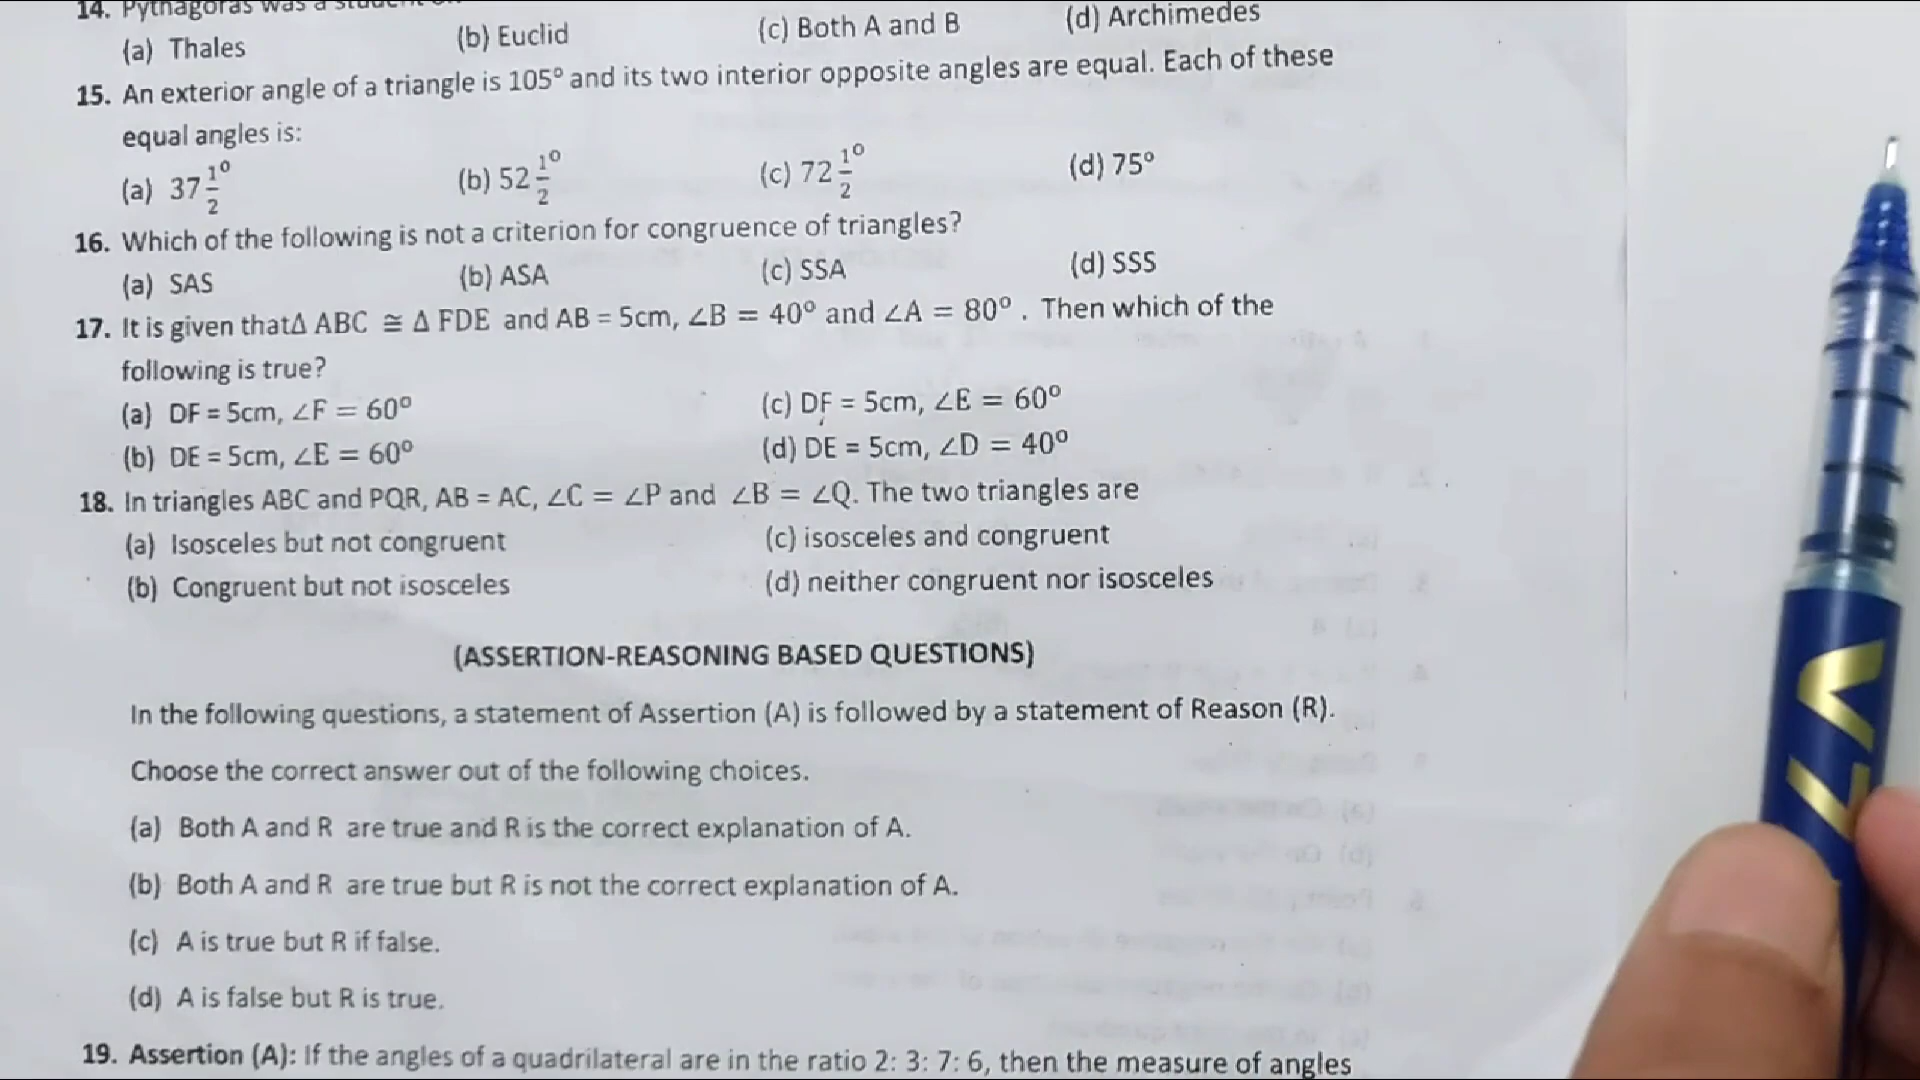 14. Pythagoras was a student
(a) Thales (b) Euclid (c) Both A and B (d) Archimedes
15. An exterior angle of a triangle is 105° and its two interior opposite angles are equal. Each of these
equal angles is:
(a) 37 1/2° (b) 52 1/2° (c) 72 1/2° (d) 75°
16. Which of the following is not a criterion for congruence of triangles?
(a) SAS (b) ASA (c) SSA (d) SSS
17. It is given thatΔ ABC ≅ Δ FDE and AB = 5cm, ∠B = 40° and ∠A = 80° . Then which of the
following is true?
(a) DF = 5cm, ∠F = 60° (c) DF = 5cm, ∠E = 60°
(b) DE = 5cm, ∠E = 60° (d) DE = 5cm, ∠D = 40°
18. In triangles ABC and PQR, AB = AC, ∠C = ∠P and ∠B = ∠Q. The two triangles are
(a) Isosceles but not congruent (c) isosceles and congruent
(b) Congruent but not isosceles (d) neither congruent nor isosceles
(ASSERTION-REASONING BASED QUESTIONS)
In the following questions, a statement of Assertion (A) is followed by a statement of Reason (R).
Choose the correct answer out of the following choices.
(a) Both A and R are true and R is the correct explanation of A.
(b) Both A and R are true but R is not the correct explanation of A.
(c) A is true but R if false.
(d) A is false but R is true.
19. Assertion (A): If the angles of a quadrilateral are in the ratio 2: 3: 7: 6, then the measure of angles
V7